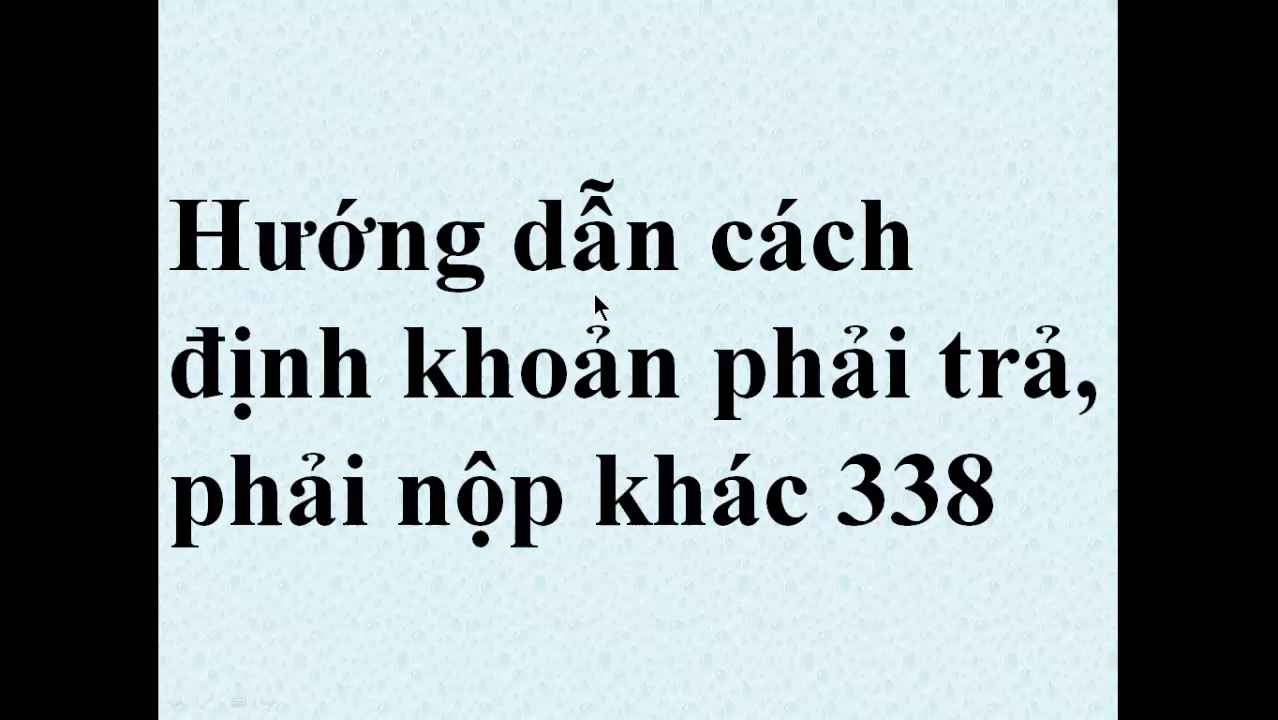 Hướng dẫn cách
định khoản phải trả,
phải nộp khác 338